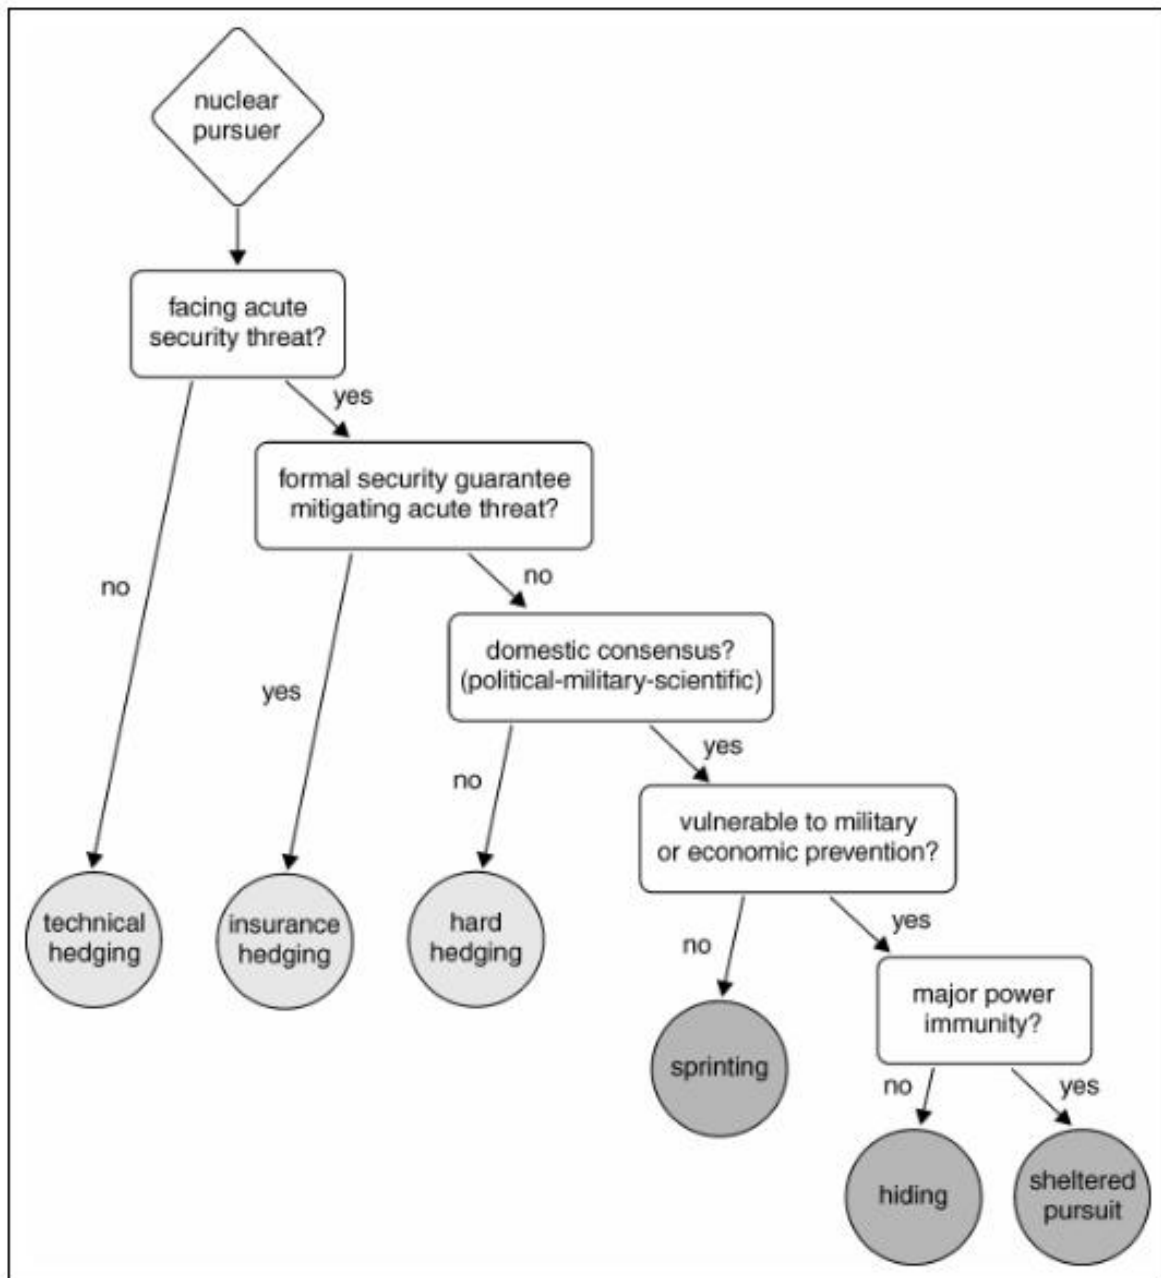 nuclear
pursuer
facing acute
security threat?
yes
formal security guarantee
mitigating acute threat?
no
no
domestic consensus?
(political-military-scientific)
yes
yes
no
vulnerable to military
or economic prevention?
technical
hedging
insurance
hedging
hard
hedging
no
yes
major power
immunity?
sprinting
no
yes
hiding
sheltered
pursuit